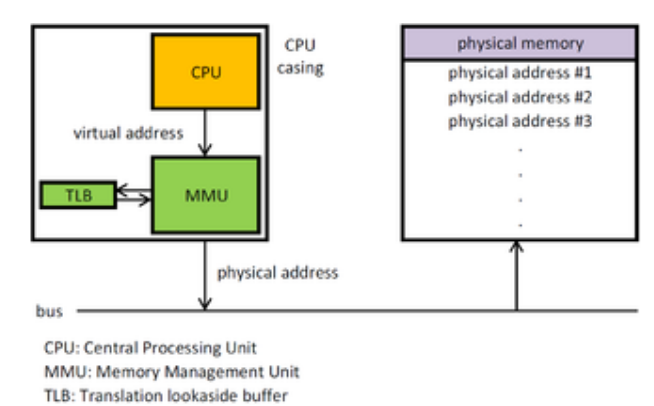 CPU
casing
CPU
virtual address
TLB
MMU
physical address
bus
physical memory
physical address #1
physical address #2
physical address #3
.
.
.
.
CPU: Central Processing Unit
MMU: Memory Management Unit
TLB: Translation lookaside buffer